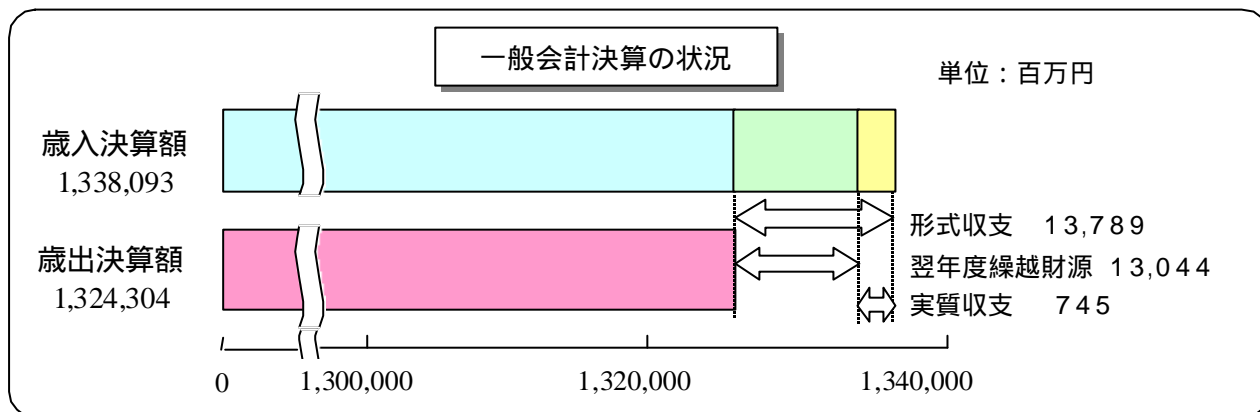 一般会計決算の状況
単位：百万円
歳入決算額
1,338,093
歳出決算額
1,324,304
形式収支 13,789
翌年度繰越財源 13,044
実質収支 745
0
1,300,000
1,320,000
1,340,000